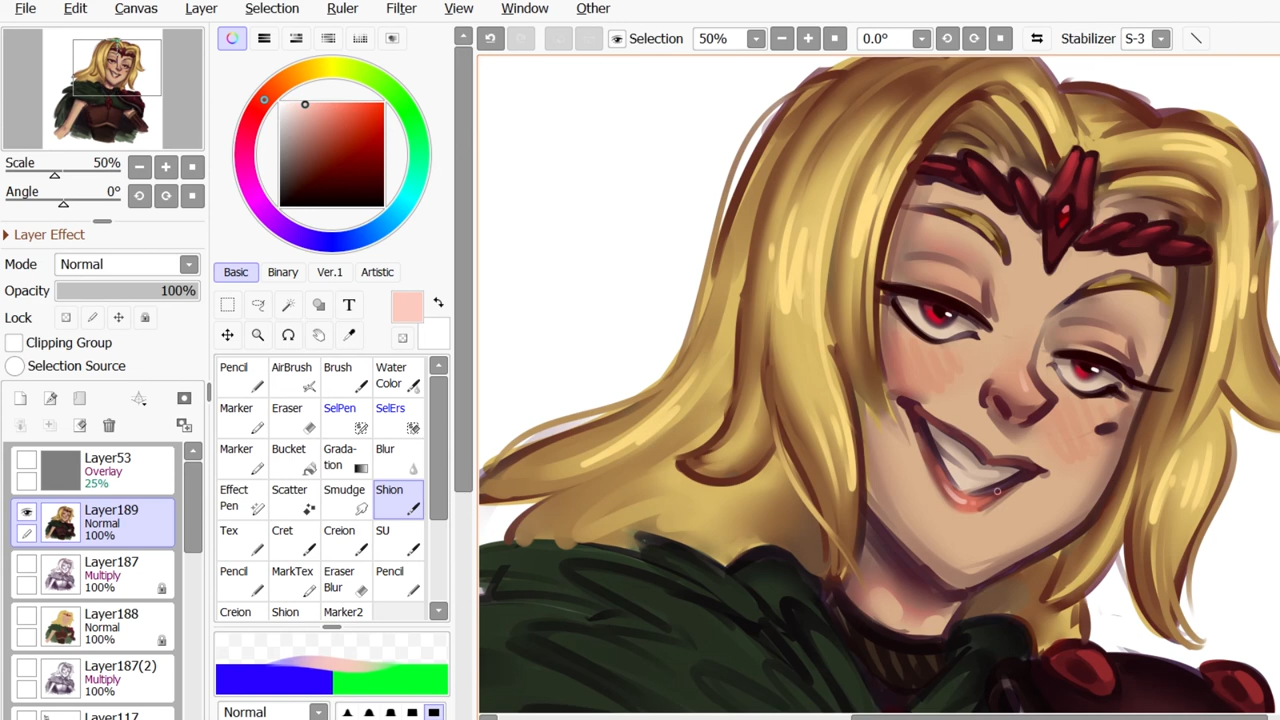 File Edit Canvas Layer Selection Ruler Filter View Window Other
Selection 50% 0.0° Stabilizer S-3
Scale 50%
Angle 0°
Layer Effect
Mode Normal
Opacity 100%
Lock
Clipping Group
Selection Source
Layer53
Overlay
25%
Layer189
Normal
100%
Layer187
Multiply
100%
Layer188
Normal
100%
Layer187(2)
Multiply
100%
Layer117
Basic Binary Ver.1 Artistic
T
Pencil AirBrush Brush Water Color
Marker Eraser SelPen SelErs
Marker Bucket Grada-tion Blur
Effect Pen Scatter Smudge Shion
Tex Cret Creion SU
Pencil MarkTex Eraser Blur Pencil
Creion Shion Marker2
Normal